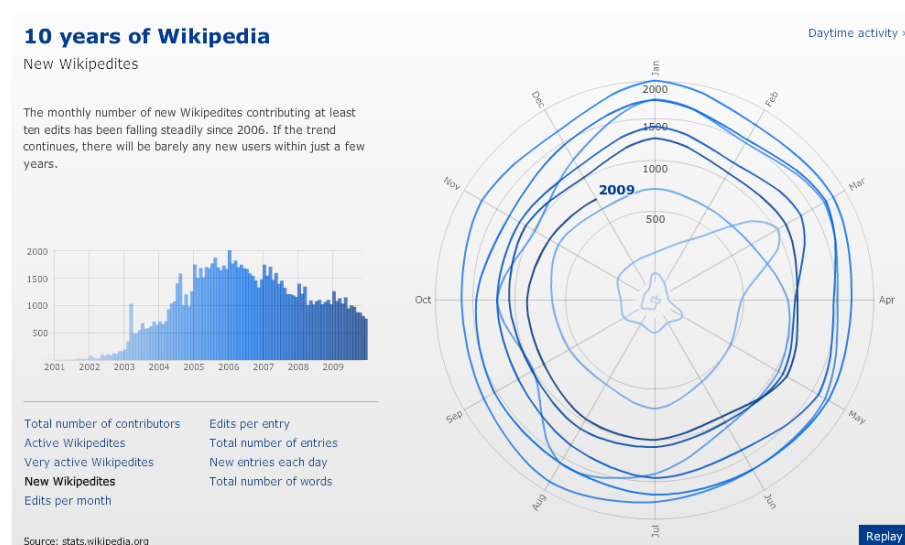 10 years of Wikipedia
Daytime activity ›
New Wikipedites
The monthly number of new Wikipedites contributing at least
ten edits has been falling steadily since 2006. If the trend
continues, there will be barely any new users within just a few
years.
2000
1500
1000
500
2001 2002 2003 2004 2005 2006 2007 2008 2009
Jan
Feb
Mar
Apr
May
Jun
Jul
Aug
Sep
Oct
Nov
Dec
2000
1500
1000
2009
500
Total number of contributors
Active Wikipedites
Very active Wikipedites
New Wikipedites
Edits per month
Edits per entry
Total number of entries
New entries each day
Total number of words
Source: stats.wikipedia.org
Replay